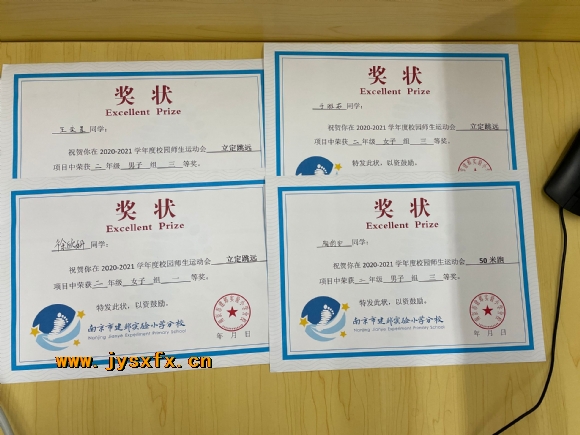 奖状
Excellent Prize
同学:
祝贺你在 2020-2021 学年度校园师生运动会 立定跳远
项目中荣获 二 年级 男子 组 三 等奖。
奖状
Excellent Prize
同学:
祝贺你在 2020-2021 学年度校园师生运动会 立定跳远
项目中荣获 二 年级 女子 组 三 等奖。
特发此状,以资鼓励。
奖状
Excellent Prize
同学:
祝贺你在 2020-2021 学年度校园师生运动会 立定跳远
项目中荣获 二 年级 女子 组 一 等奖。
特发此状,以资鼓励。
南京市建邺实验小学分校
Nanjing Jianye Experiment Primary School
年 月 日
奖状
Excellent Prize
同学:
祝贺你在 2020-2021 学年度校园师生运动会 50 米跑
项目中荣获 二 年级 男子 组 三 等奖。
特发此状,以资鼓励。
南京市建邺实验小学分校
Nanjing Jianye Experiment Primary School
年 月 日
www.jysxfx.cn